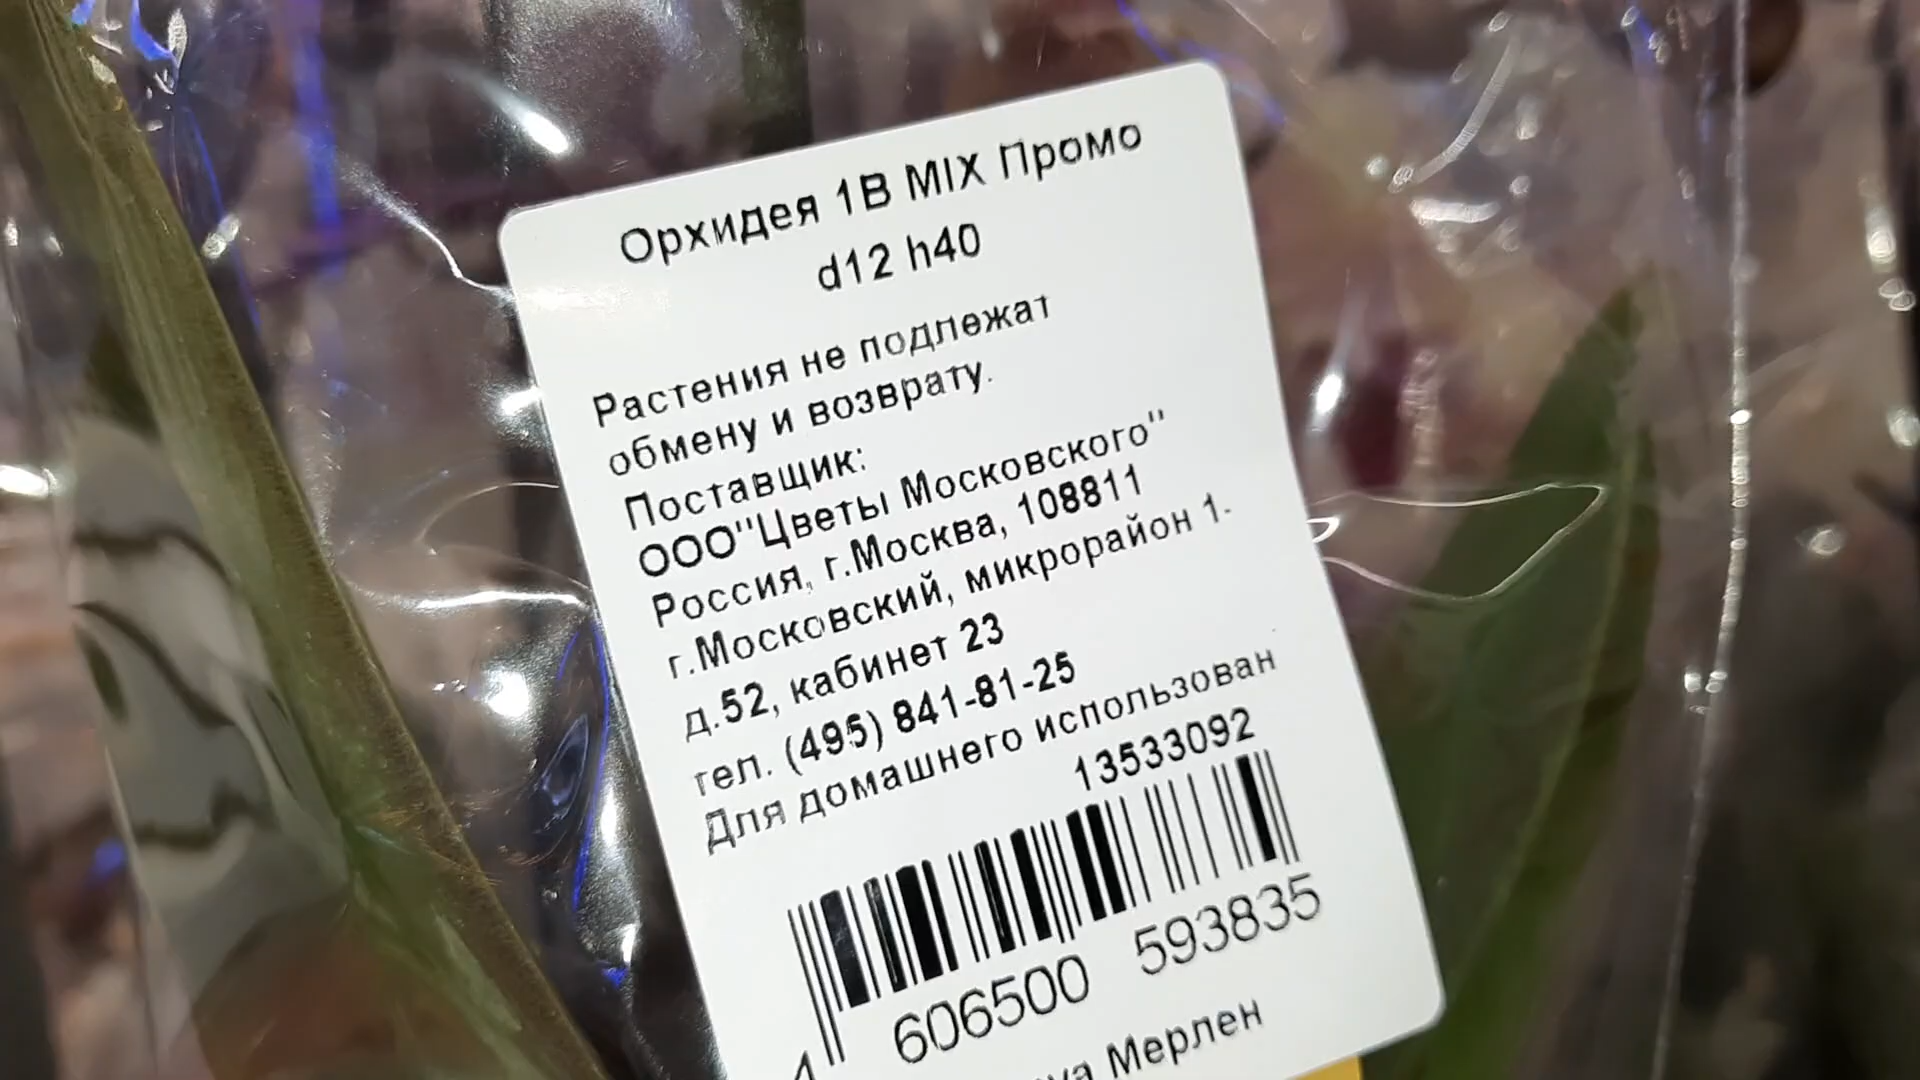 Орхидея 1В MIX Промо
d12 h40
Растения не подлежат
обмену и возврату.
Поставщик:
ООО"Цветы Московского"
Россия, г.Москва, 108811
г.Московский, микрорайон 1-
д.52, кабинет 23
тел. (495) 841-81-25
Для домашнего использован
13533092
4 606500 593835
Мерлен